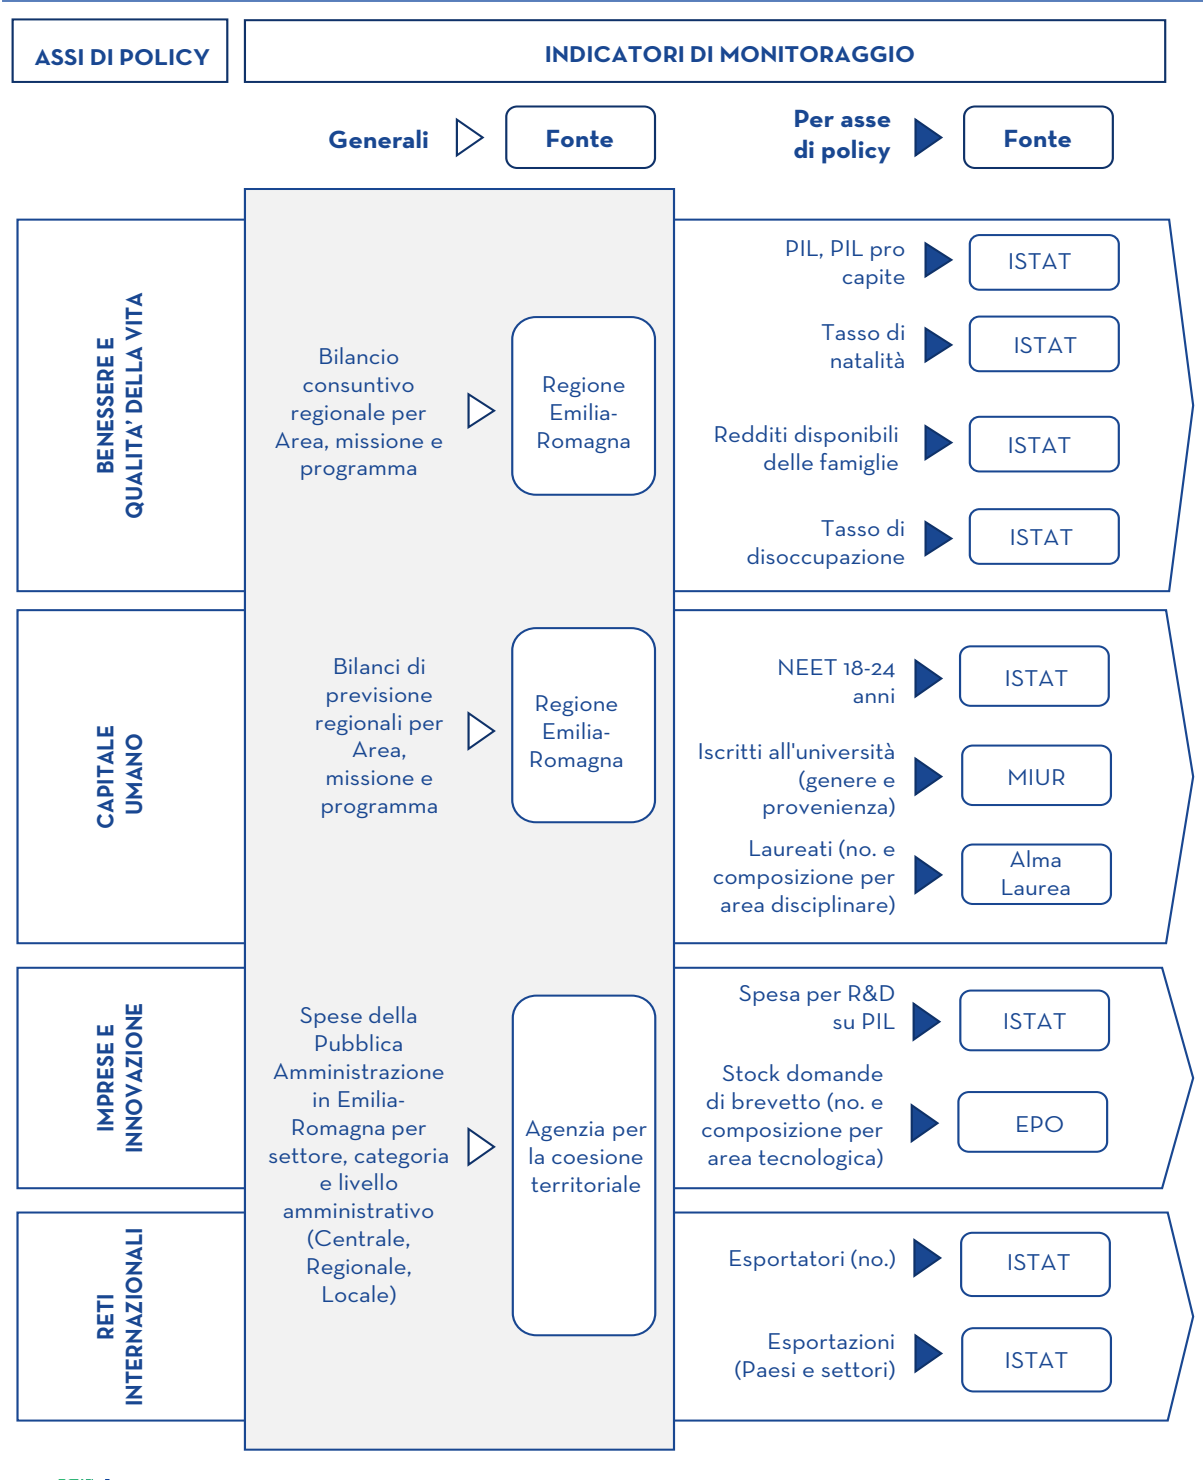 ASSI DI POLICY
INDICATORI DI MONITORAGGIO
Generali
Fonte
Per asse
di policy
Fonte
BENESSERE E
QUALITA' DELLA VITA
CAPITALE
UMANO
IMPRESE E
INNOVAZIONE
RETI
INTERNAZIONALI
Bilancio
consuntivo
regionale per
Area, missione e
programma
Regione
Emilia-
Romagna
Bilanci di
previsione
regionali per
Area,
missione e
programma
Regione
Emilia-
Romagna
Spese della
Pubblica
Amministrazione
in Emilia-
Romagna per
settore, categoria
e livello
amministrativo
(Centrale,
Regionale,
Locale)
Agenzia per
la coesione
territoriale
PIL, PIL pro
capite
ISTAT
Tasso di
natalità
ISTAT
Redditi disponibili
delle famiglie
ISTAT
Tasso di
disoccupazione
ISTAT
NEET 18-24
anni
ISTAT
Iscritti all'università
(genere e
provenienza)
MIUR
Laureati (no. e
composizione per
area disciplinare)
Alma
Laurea
Spesa per R&D
su PIL
ISTAT
Stock domande
di brevetto (no. e
composizione per
area tecnologica)
EPO
Esportatori (no.)
ISTAT
Esportazioni
(Paesi e settori)
ISTAT